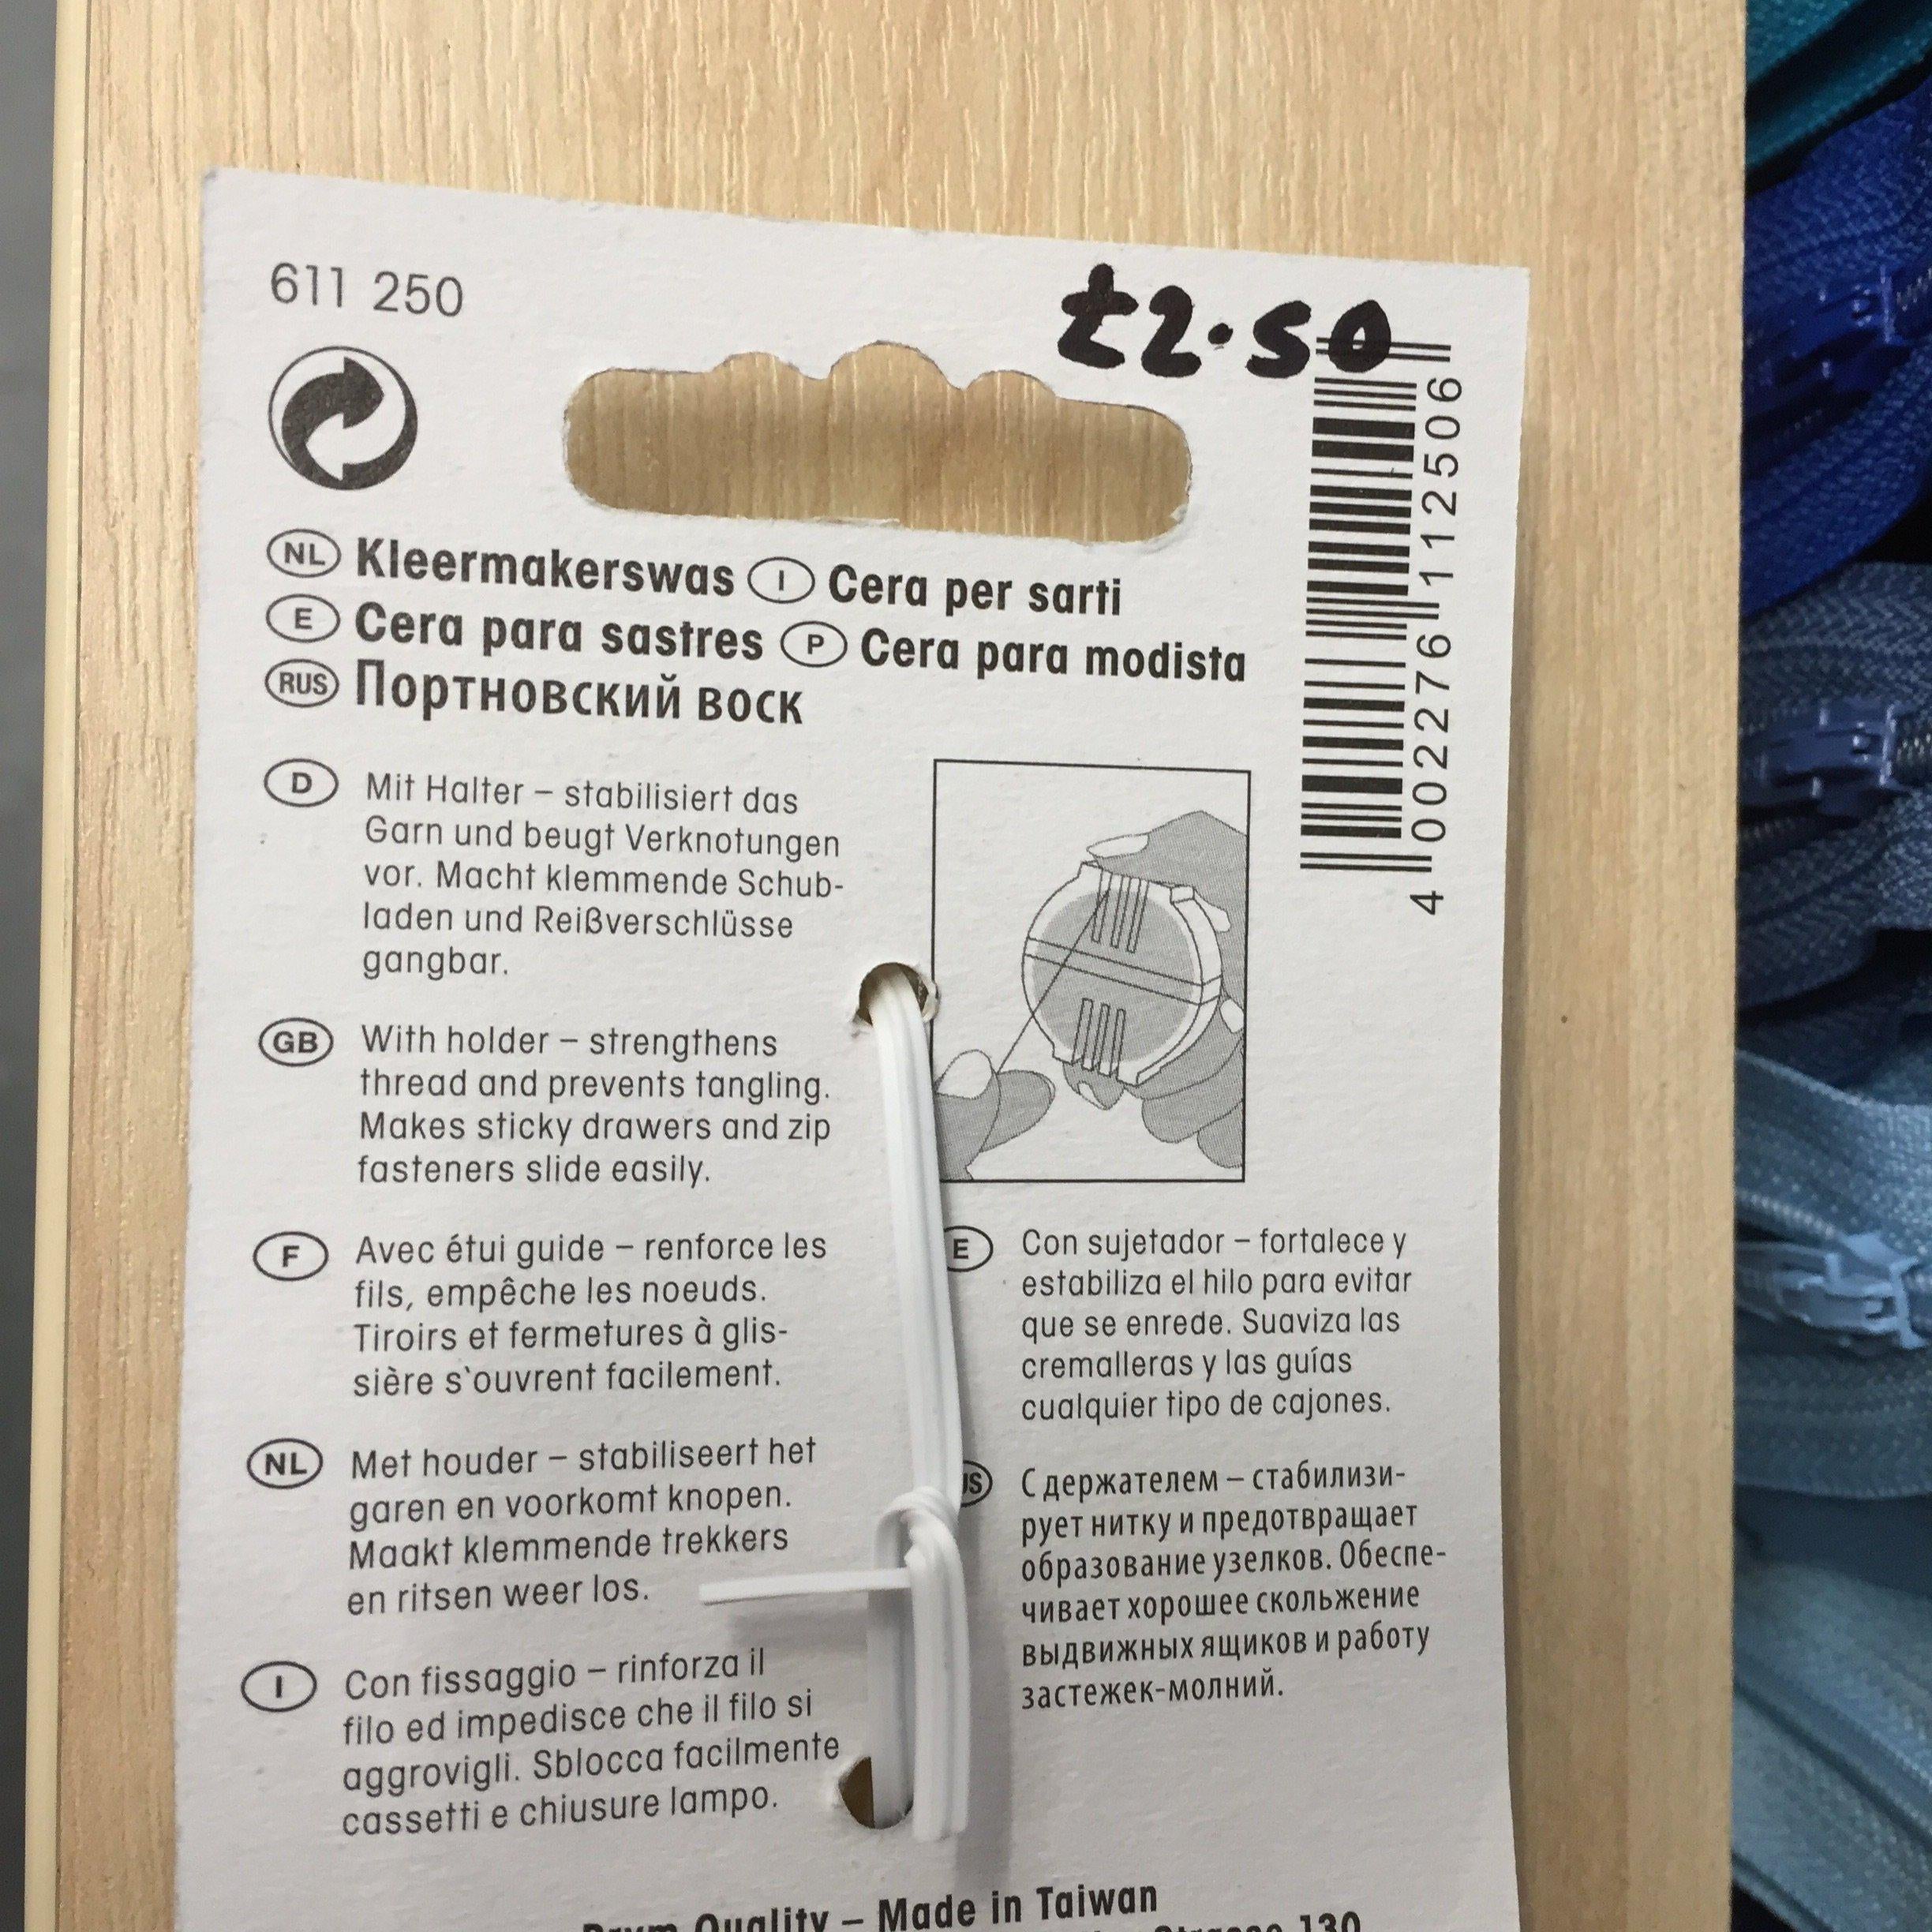 611 250
£2.50
NL Kleermakerswas I Cera per sarti
E Cera para sastres P Cera para modista
RUS Портновский воск
4 002276 112506
D Mit Halter – stabilisiert das
Garn und beugt Verknotungen
vor. Macht klemmende Schub-
laden und Reißverschlüsse
gangbar.
GB With holder – strengthens
thread and prevents tangling.
Makes sticky drawers and zip
fasteners slide easily.
F Avec étui guide – renforce les
fils, empêche les noeuds.
Tiroirs et fermetures à glis-
sière s'ouvrent facilement.
NL Met houder – stabiliseert het
garen en voorkomt knopen.
Maakt klemmende trekkers
en ritsen weer los.
I Con fissaggio – rinforza il
filo ed impedisce che il filo si
aggrovigli. Sblocca facilmente
cassetti e chiusure lampo.
E Con sujetador – fortalece y
estabiliza el hilo para evitar
que se enrede. Suaviza las
cremalleras y las guías
cualquier tipo de cajones.
С держателем – стабилизи-
рует нитку и предотвращает
образование узелков. Обеспе-
чивает хорошее скольжение
выдвижных ящиков и работу
застежек-молний.
Prym Quality – Made in Taiwan
130